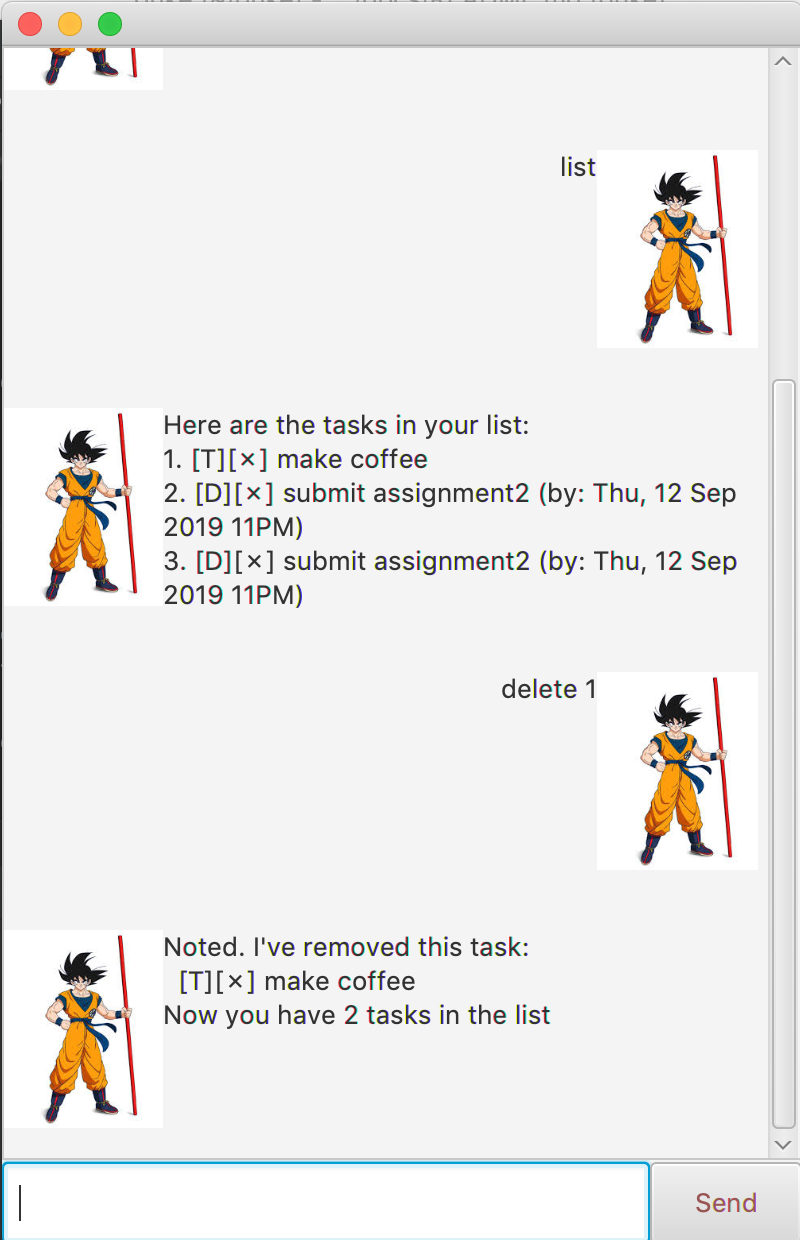 list
Here are the tasks in your list:
1. [T][×] make coffee
2. [D][×] submit assignment2 (by: Thu, 12 Sep
2019 11PM)
3. [D][×] submit assignment2 (by: Thu, 12 Sep
2019 11PM)
delete 1
Noted. I've removed this task:
[T][×] make coffee
Now you have 2 tasks in the list
Send